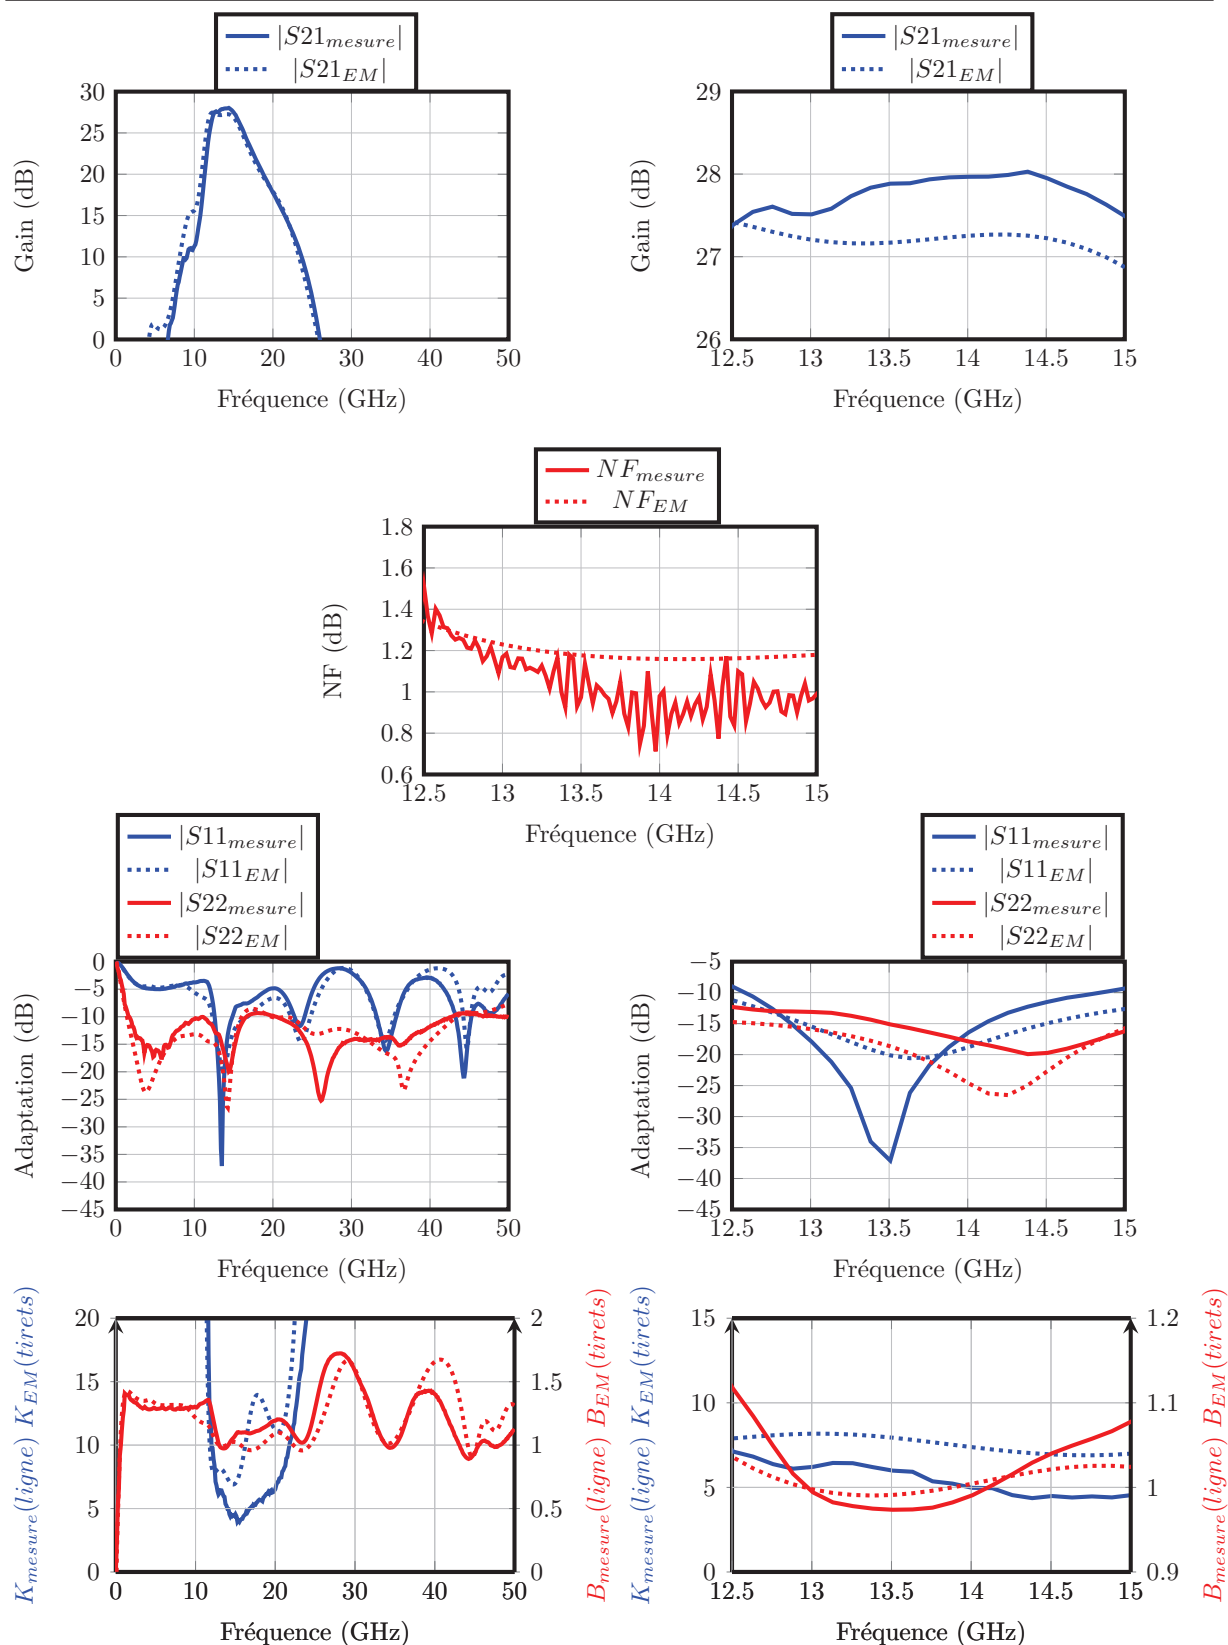 |S21mesure|
|S21EM|
30
25
20
15
10
5
0
0 10 20 30 40 50
Gain (dB)
Fréquence (GHz)
|S21mesure|
|S21EM|
29
28
27
26
12.5 13 13.5 14 14.5 15
Gain (dB)
Fréquence (GHz)
NFmesure
NFEM
1.8
1.6
1.4
1.2
1
0.8
0.6
12.5 13 13.5 14 14.5 15
NF (dB)
Fréquence (GHz)
|S11mesure|
|S11EM|
|S22mesure|
|S22EM|
0
−5
−10
−15
−20
−25
−30
−35
−40
−45
0 10 20 30 40 50
Adaptation (dB)
Fréquence (GHz)
|S11mesure|
|S11EM|
|S22mesure|
|S22EM|
−5
−10
−15
−20
−25
−30
−35
−40
−45
12.5 13 13.5 14 14.5 15
Adaptation (dB)
Fréquence (GHz)
Kmesure(ligne) KEM(tirets)
20
15
10
5
0
0 10 20 30 40 50
2
1.5
1
0.5
0
Bmesure(ligne) BEM(tirets)
Fréquence (GHz)
Kmesure(ligne) KEM(tirets)
15
10
5
0
12.5 13 13.5 14 14.5 15
1.2
1.1
1
0.9
Bmesure(ligne) BEM(tirets)
Fréquence (GHz)